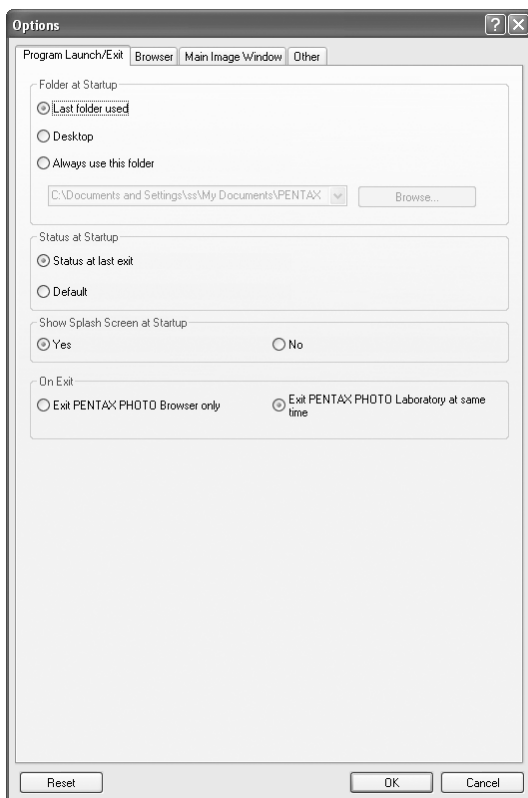 Options
Program Launch/Exit Browser Main Image Window Other
Folder at Startup
Last folder used
Desktop
Always use this folder
C:\Documents and Settings\ss\My Documents\PENTAX Browse...
Status at Startup
Status at last exit
Default
Show Splash Screen at Startup
Yes No
On Exit
Exit PENTAX PHOTO Browser only Exit PENTAX PHOTO Laboratory at same
time
Reset OK Cancel